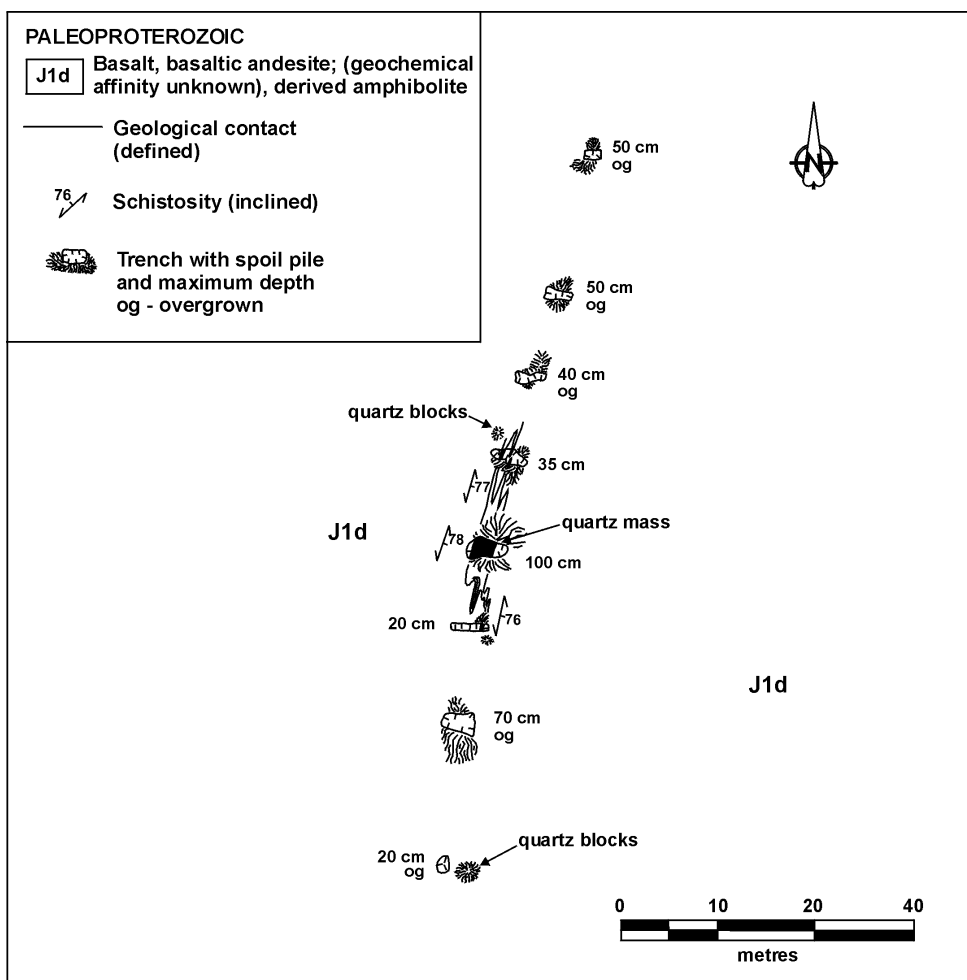 PALEOPROTEROZOIC
J1d
Basalt, basaltic andesite; (geochemical
affinity unknown), derived amphibolite
Geological contact
(defined)
76
Schistosity (inclined)
Trench with spoil pile
and maximum depth
og - overgrown
N
50 cm
og
50 cm
og
40 cm
og
quartz blocks
35 cm
77
quartz mass
J1d
78
100 cm
20 cm
76
J1d
70 cm
og
quartz blocks
20 cm
og
0 10 20 40
metres